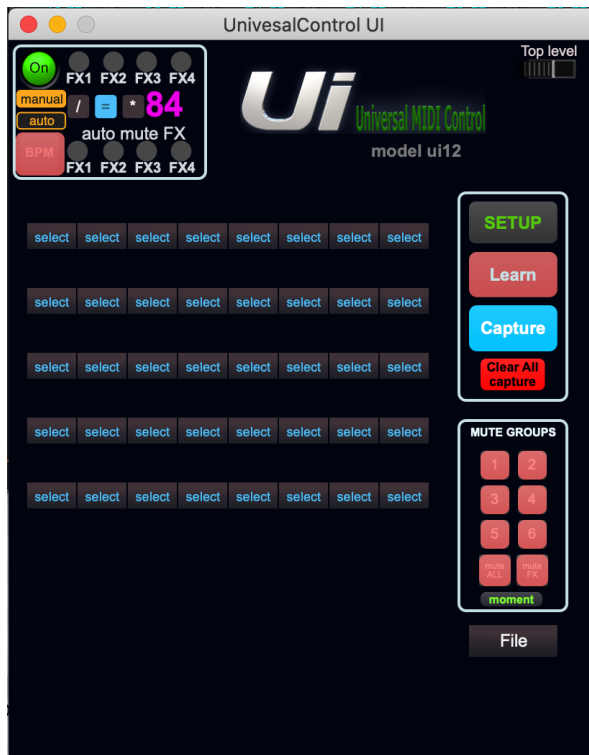 UnivesalControl UI
On
FX1 FX2 FX3 FX4
manual
/ = * 84
auto
auto mute FX
BPM
FX1 FX2 FX3 FX4
Ui Universal MIDI Control
model ui12
Top level
select select select select select select select select
select select select select select select select select
select select select select select select select select
select select select select select select select select
select select select select select select select select
SETUP
Learn
Capture
Clear All
capture
MUTE GROUPS
1 2
3 4
5 6
mute ALL mute FX
moment
File